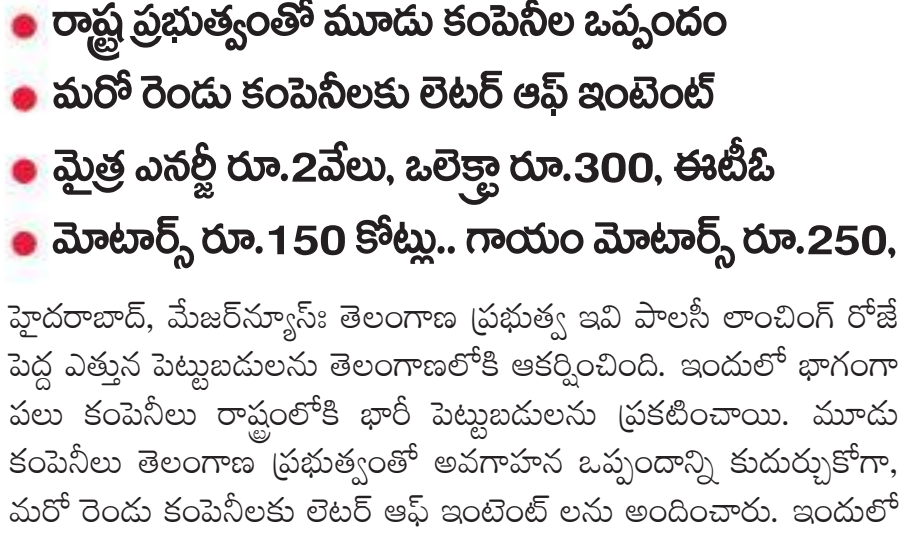 • రాష్ట్ర ప్రభుత్వంతో మూడు కంపెనీల ఒప్పందం
• మరో రెండు కంపెనీలకు లెటర్ ఆఫ్ ఇంటెంట్
• మైత్ర ఎనర్జీ రూ.2వేలు, ఒలెక్ట్రా రూ.300, ఈటీఓ
• మోటార్స్ రూ.150 కోట్లు.. గాయం మోటార్స్ రూ.250,
హైదరాబాద్, మేజర్‌న్యూస్ః తెలంగాణ ప్రభుత్వ ఇవి పాలసీ లాంచింగ్ రోజే
పెద్ద ఎత్తున పెట్టుబడులను తెలంగాణలోకి ఆకర్షించింది. ఇందులో భాగంగా
పలు కంపెనీలు రాష్ట్రంలోకి భారీ పెట్టుబడులను ప్రకటించాయి. మూడు
కంపెనీలు తెలంగాణ ప్రభుత్వంతో అవగాహన ఒప్పందాన్ని కుదుర్చుకోగా,
మరో రెండు కంపెనీలకు లెటర్ ఆఫ్ ఇంటెంట్ లను అందించారు. ఇందులో